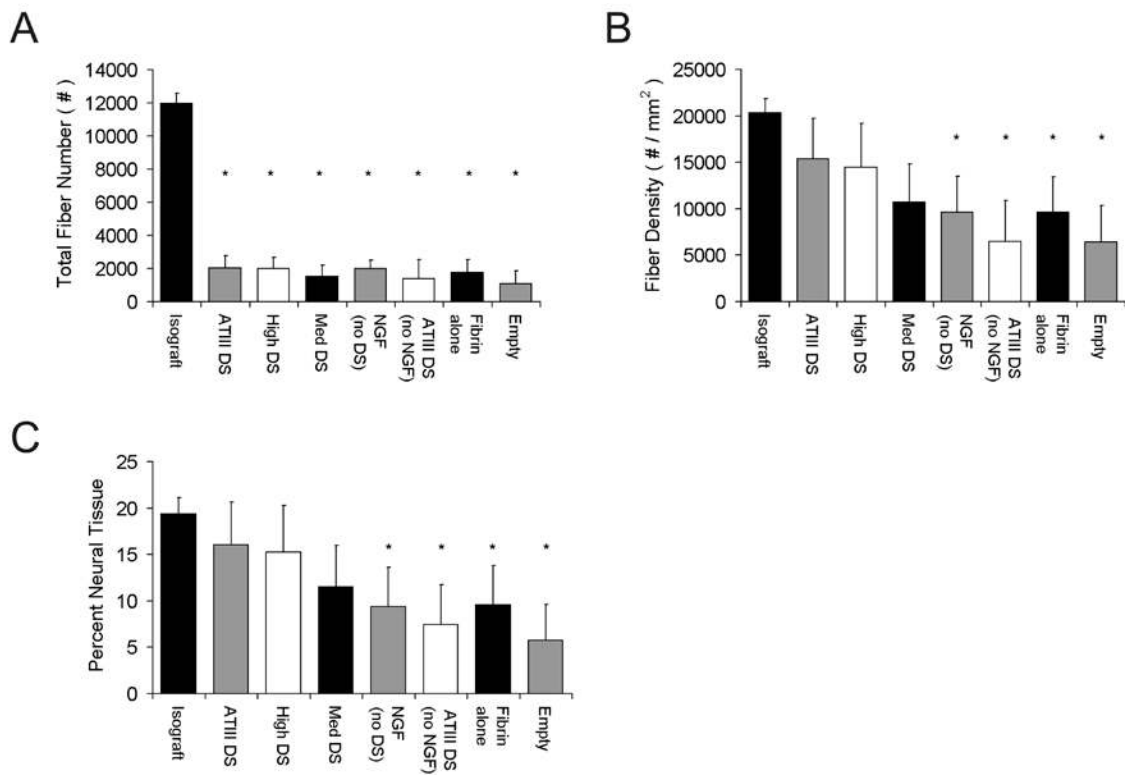 A
Total Fiber Number ( # )
14000
12000
10000
8000
6000
4000
2000
0
* * * * * * *
Isograft
ATIII DS
High DS
Med DS
NGF
(no DS)
ATIII DS
(no NGF)
Fibrin
alone
Empty
B
Fiber Density ( # / mm²)
25000
20000
15000
10000
5000
0
* * * *
Isograft
ATIII DS
High DS
Med DS
NGF
(no DS)
ATIII DS
(no NGF)
Fibrin
alone
Empty
C
Percent Neural Tissue
25
20
15
10
5
0
* * * *
Isograft
ATIII DS
High DS
Med DS
NGF
(no DS)
ATIII DS
(no NGF)
Fibrin
alone
Empty